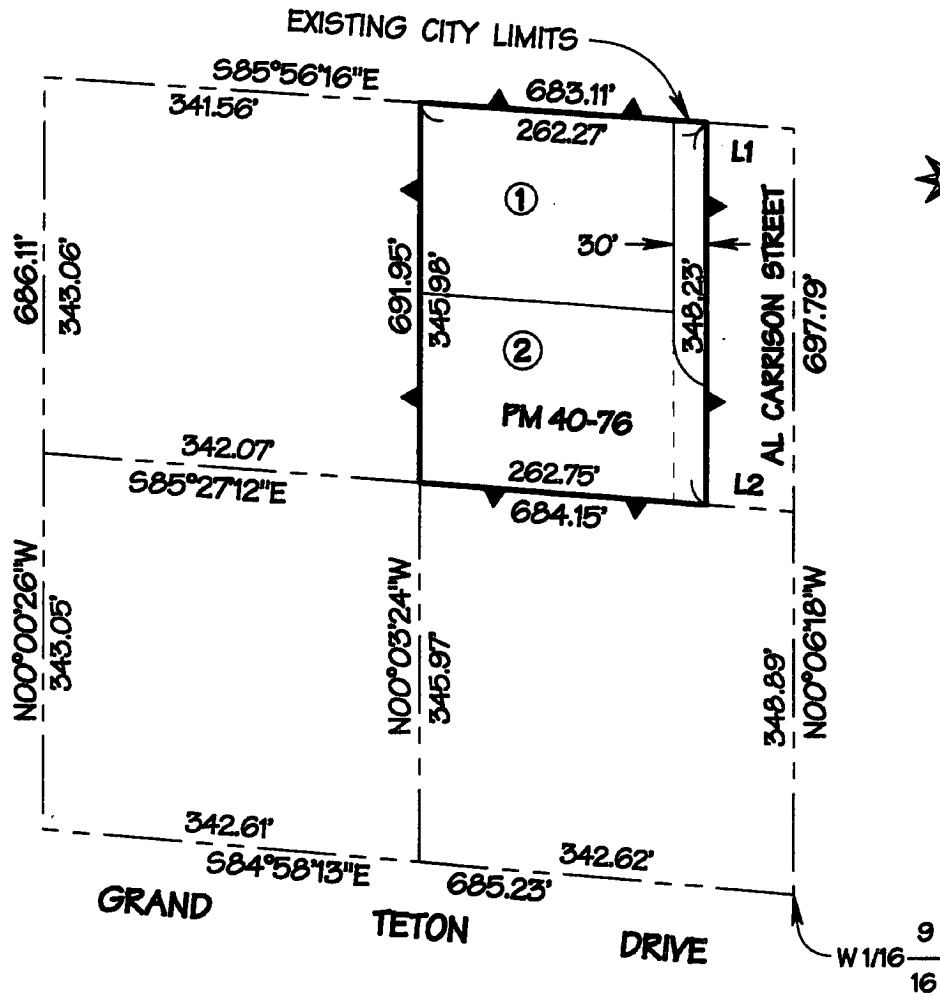 EXISTING CITY LIMITS
S85°56'16"E
341.56'
683.11'
262.27'
L1
①
30'
686.11'
343.06'
691.95'
345.98'
348.23'
AL CARRISON STREET
697.79'
②
PM 40-76
342.07'
S85°27'12"E
262.75'
684.15'
L2
N00°00'26"W
343.05'
N00°03'24"W
345.97'
348.89'
N00°06'18"W
342.61'
S84°58'13"E
342.62'
685.23'
GRAND TETON DRIVE
W 1/16 9
16